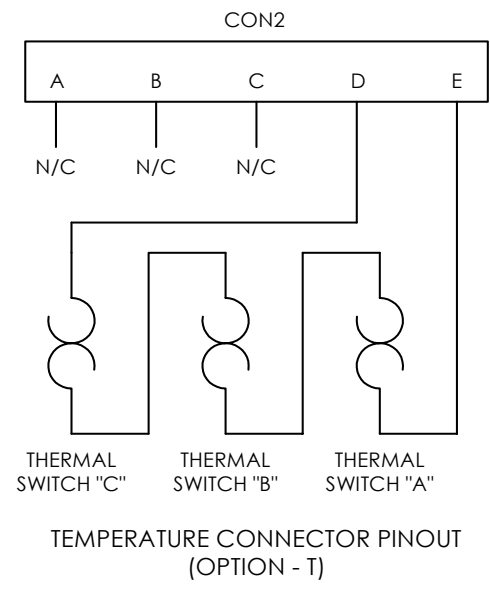 CON2
A B C D E
N/C N/C N/C
THERMAL SWITCH "C"
THERMAL SWITCH "B"
THERMAL SWITCH "A"
TEMPERATURE CONNECTOR PINOUT
(OPTION - T)